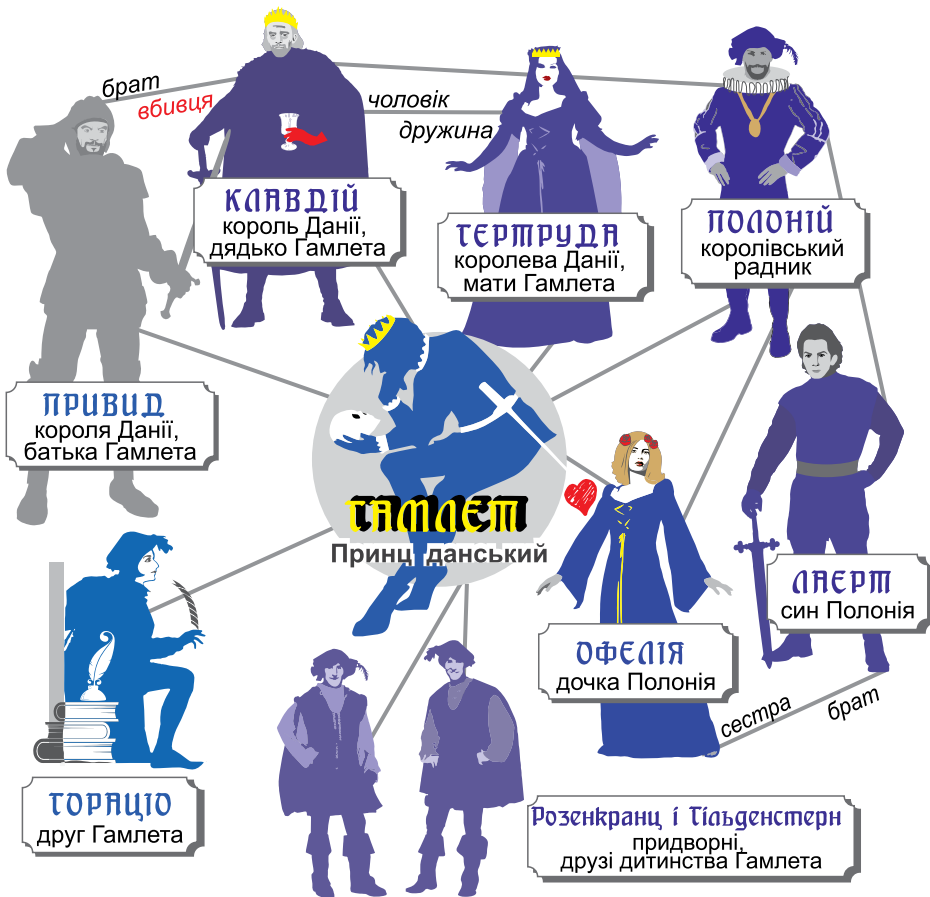 брат
вбивця
чоловік
дружина
КЛАВДІЙ
король Данії,
дядько Гамлета
ГЕРТРУДА
королева Данії,
мати Гамлета
ПОЛОНІЙ
королівський
радник
ПРИВИД
короля Данії,
батька Гамлета
ГАМЛЕТ
Принц данський
ЛАЕРТ
син Полонія
ОФЕЛІЯ
дочка Полонія
сестра
брат
ГОРАЦІО
друг Гамлета
Розенкранц і Гільденстерн
придворні,
друзі дитинства Гамлета